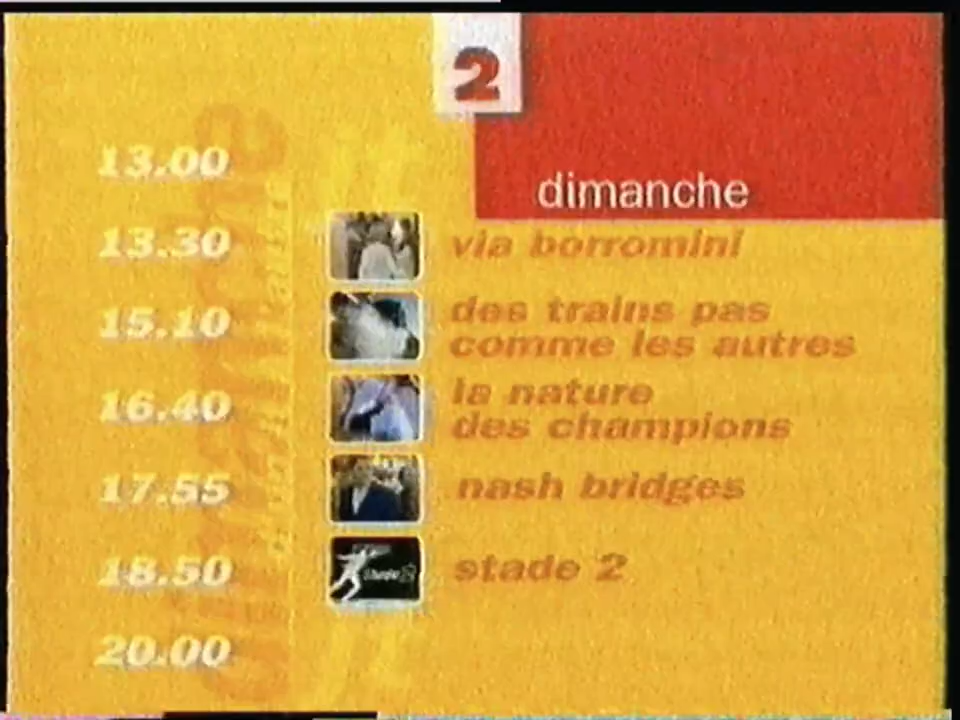 2
dimanche
13.00
13.30 via borromini
15.10 des trains pas
comme les autres
16.40 la nature
des champions
17.55 nash bridges
18.50 stade 2
20.00
dimanche